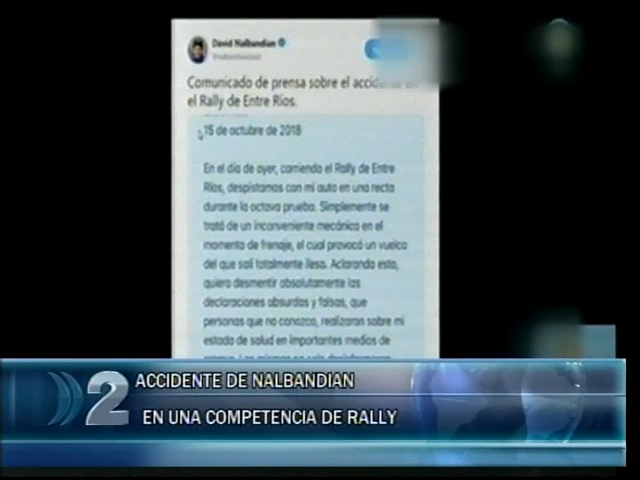 David Nalbandian
Comunicado de prensa sobre el accidente en
el Rally de Entre Ríos.
15 de octubre de 2018
En el día de ayer, corriendo el Rally de Entre
Ríos, despistamos con mi auto en una recta
durante la octava prueba. Simplemente se
trató de un inconveniente mecánico en el
momento de frenaje, el cual provocó un vuelco
del que salí totalmente ileso. Aclarando esto,
quiero desmentir absolutamente las
declaraciones absurdas y falsas, que
personas que no conozco, realizaron sobre mi
estado de salud en importantes medios de
2
ACCIDENTE DE NALBANDIAN
EN UNA COMPETENCIA DE RALLY